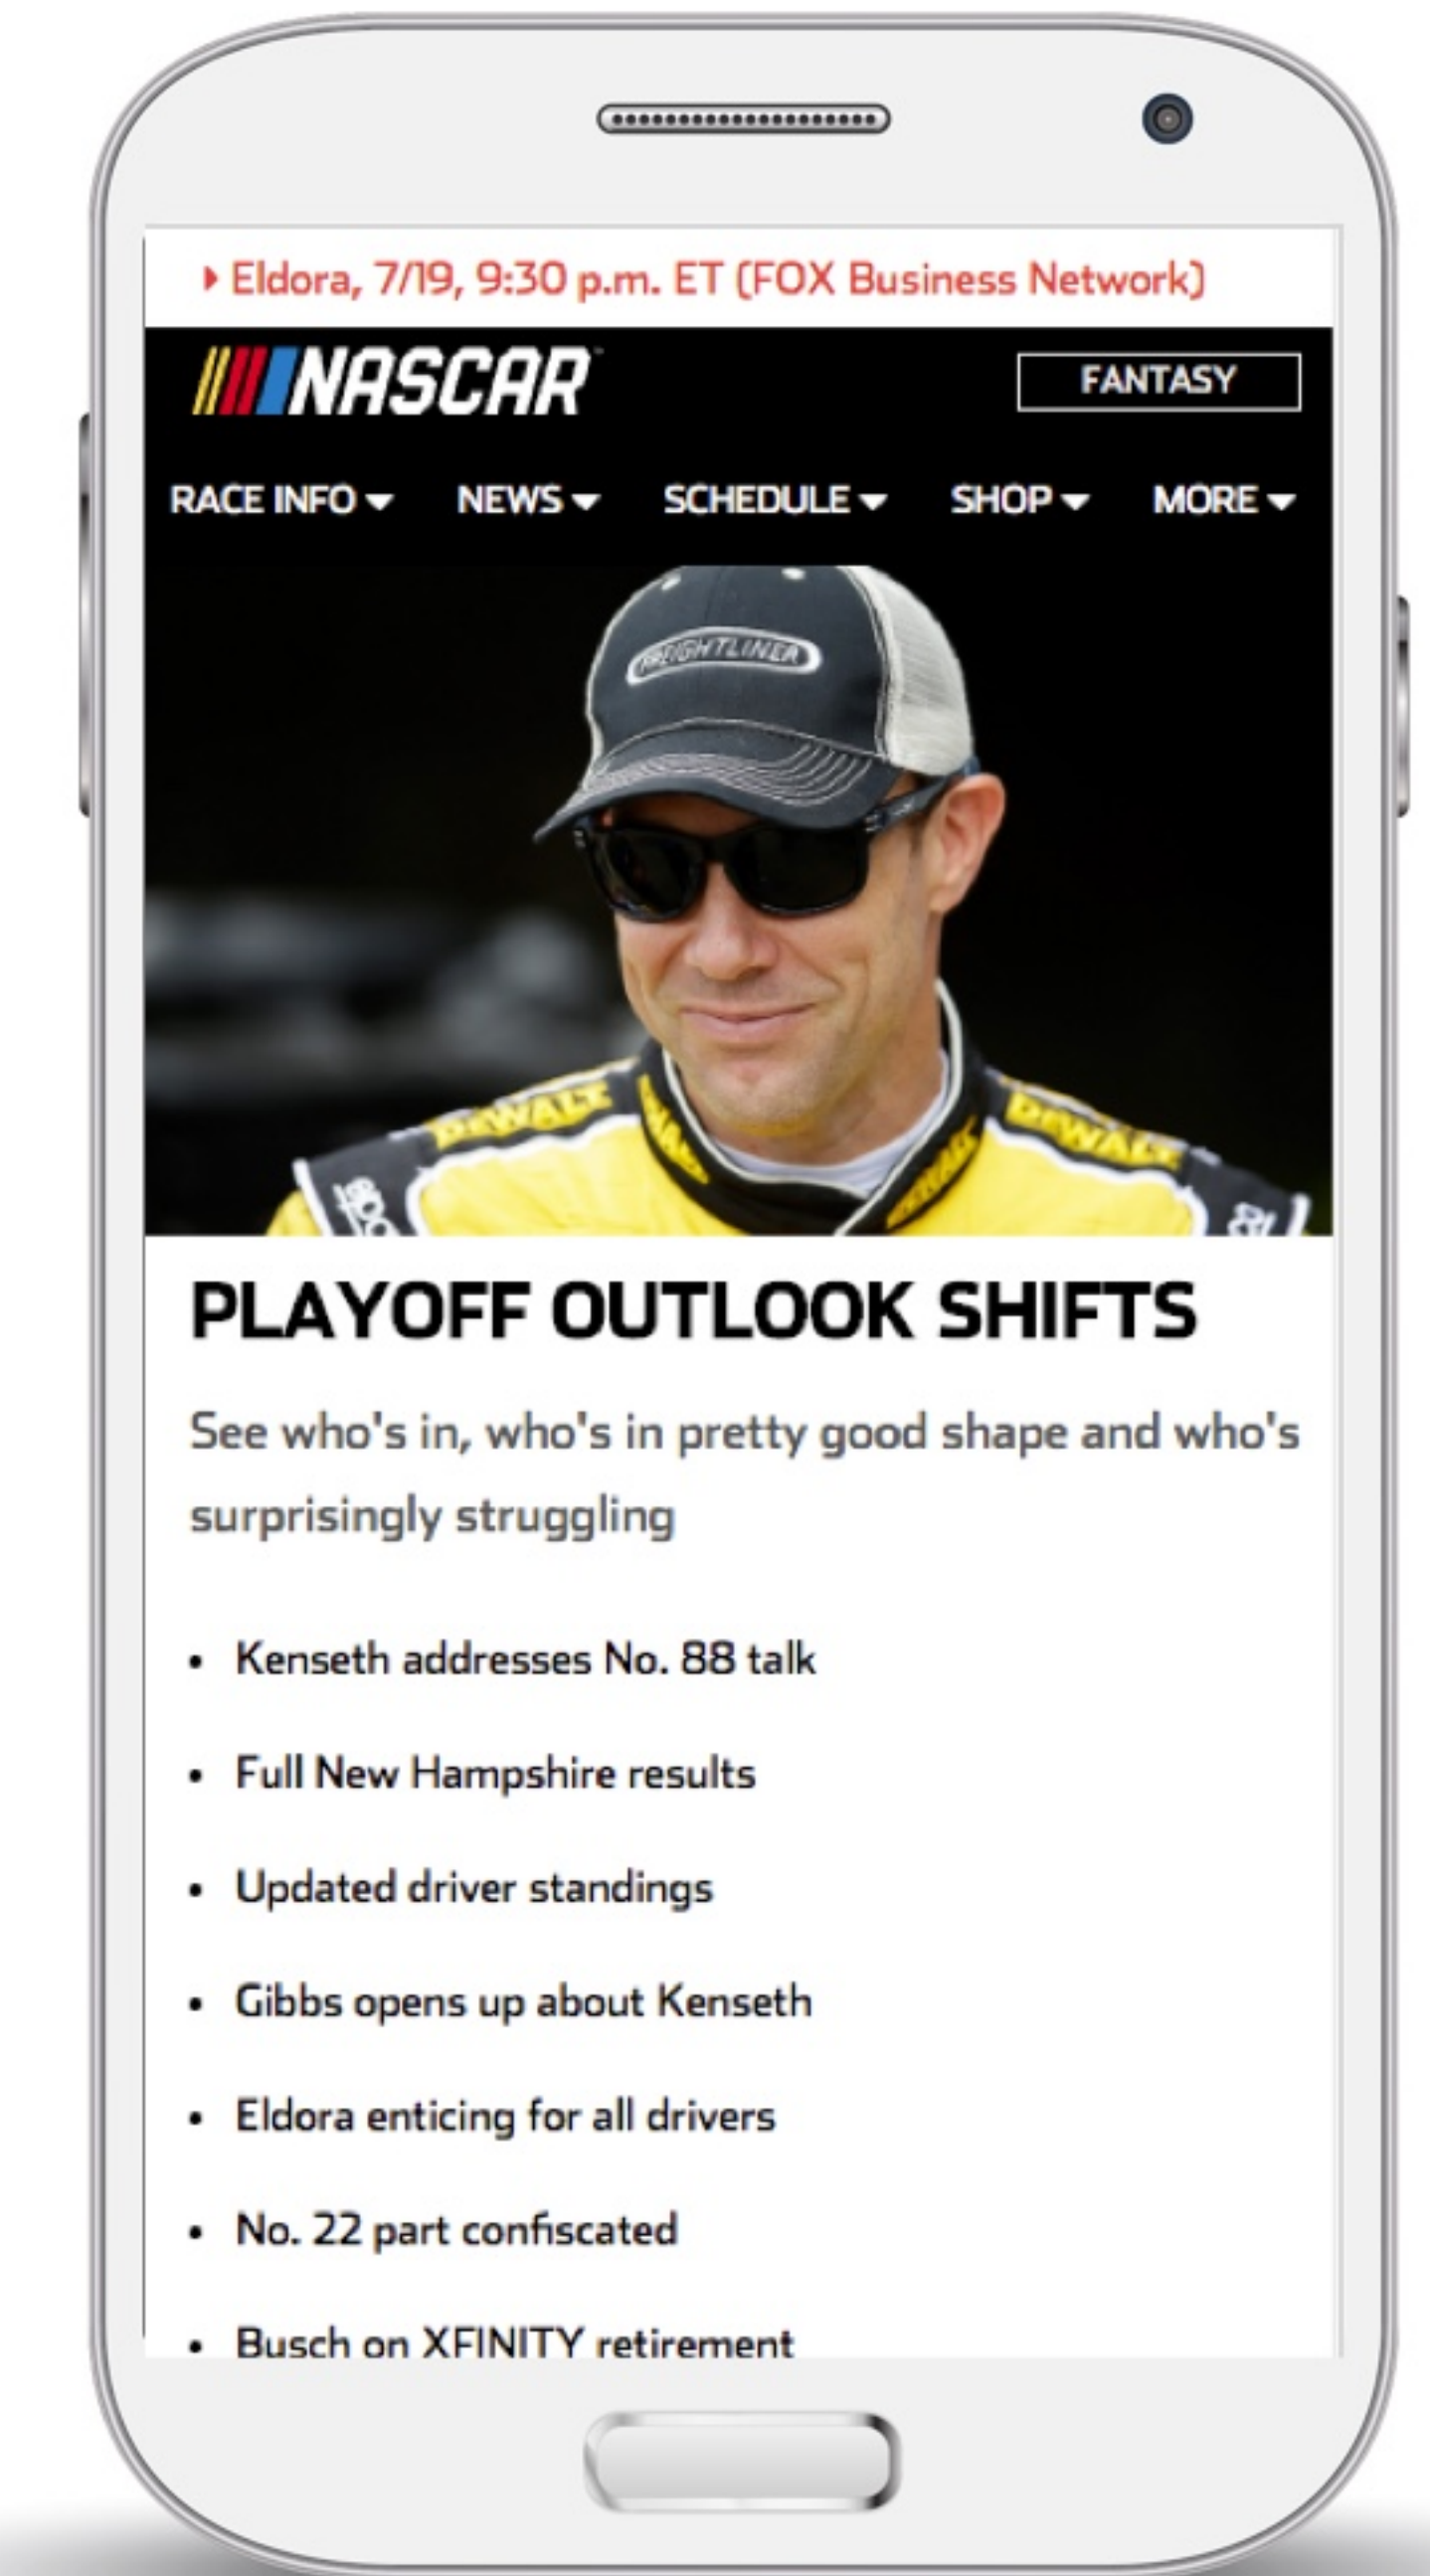 Eldora, 7/19, 9:30 p.m. ET (FOX Business Network)
NASCAR
FANTASY
RACE INFO
NEWS
SCHEDULE
SHOP
MORE
FREIGHTLINER
DEWALT
DEWALT
DEWALT
DEWALT
PLAYOFF OUTLOOK SHIFTS
See who's in, who's in pretty good shape and who's
surprisingly struggling
• Kenseth addresses No. 88 talk
• Full New Hampshire results
• Updated driver standings
• Gibbs opens up about Kenseth
• Eldora enticing for all drivers
• No. 22 part confiscated
• Busch on XFINITY retirement